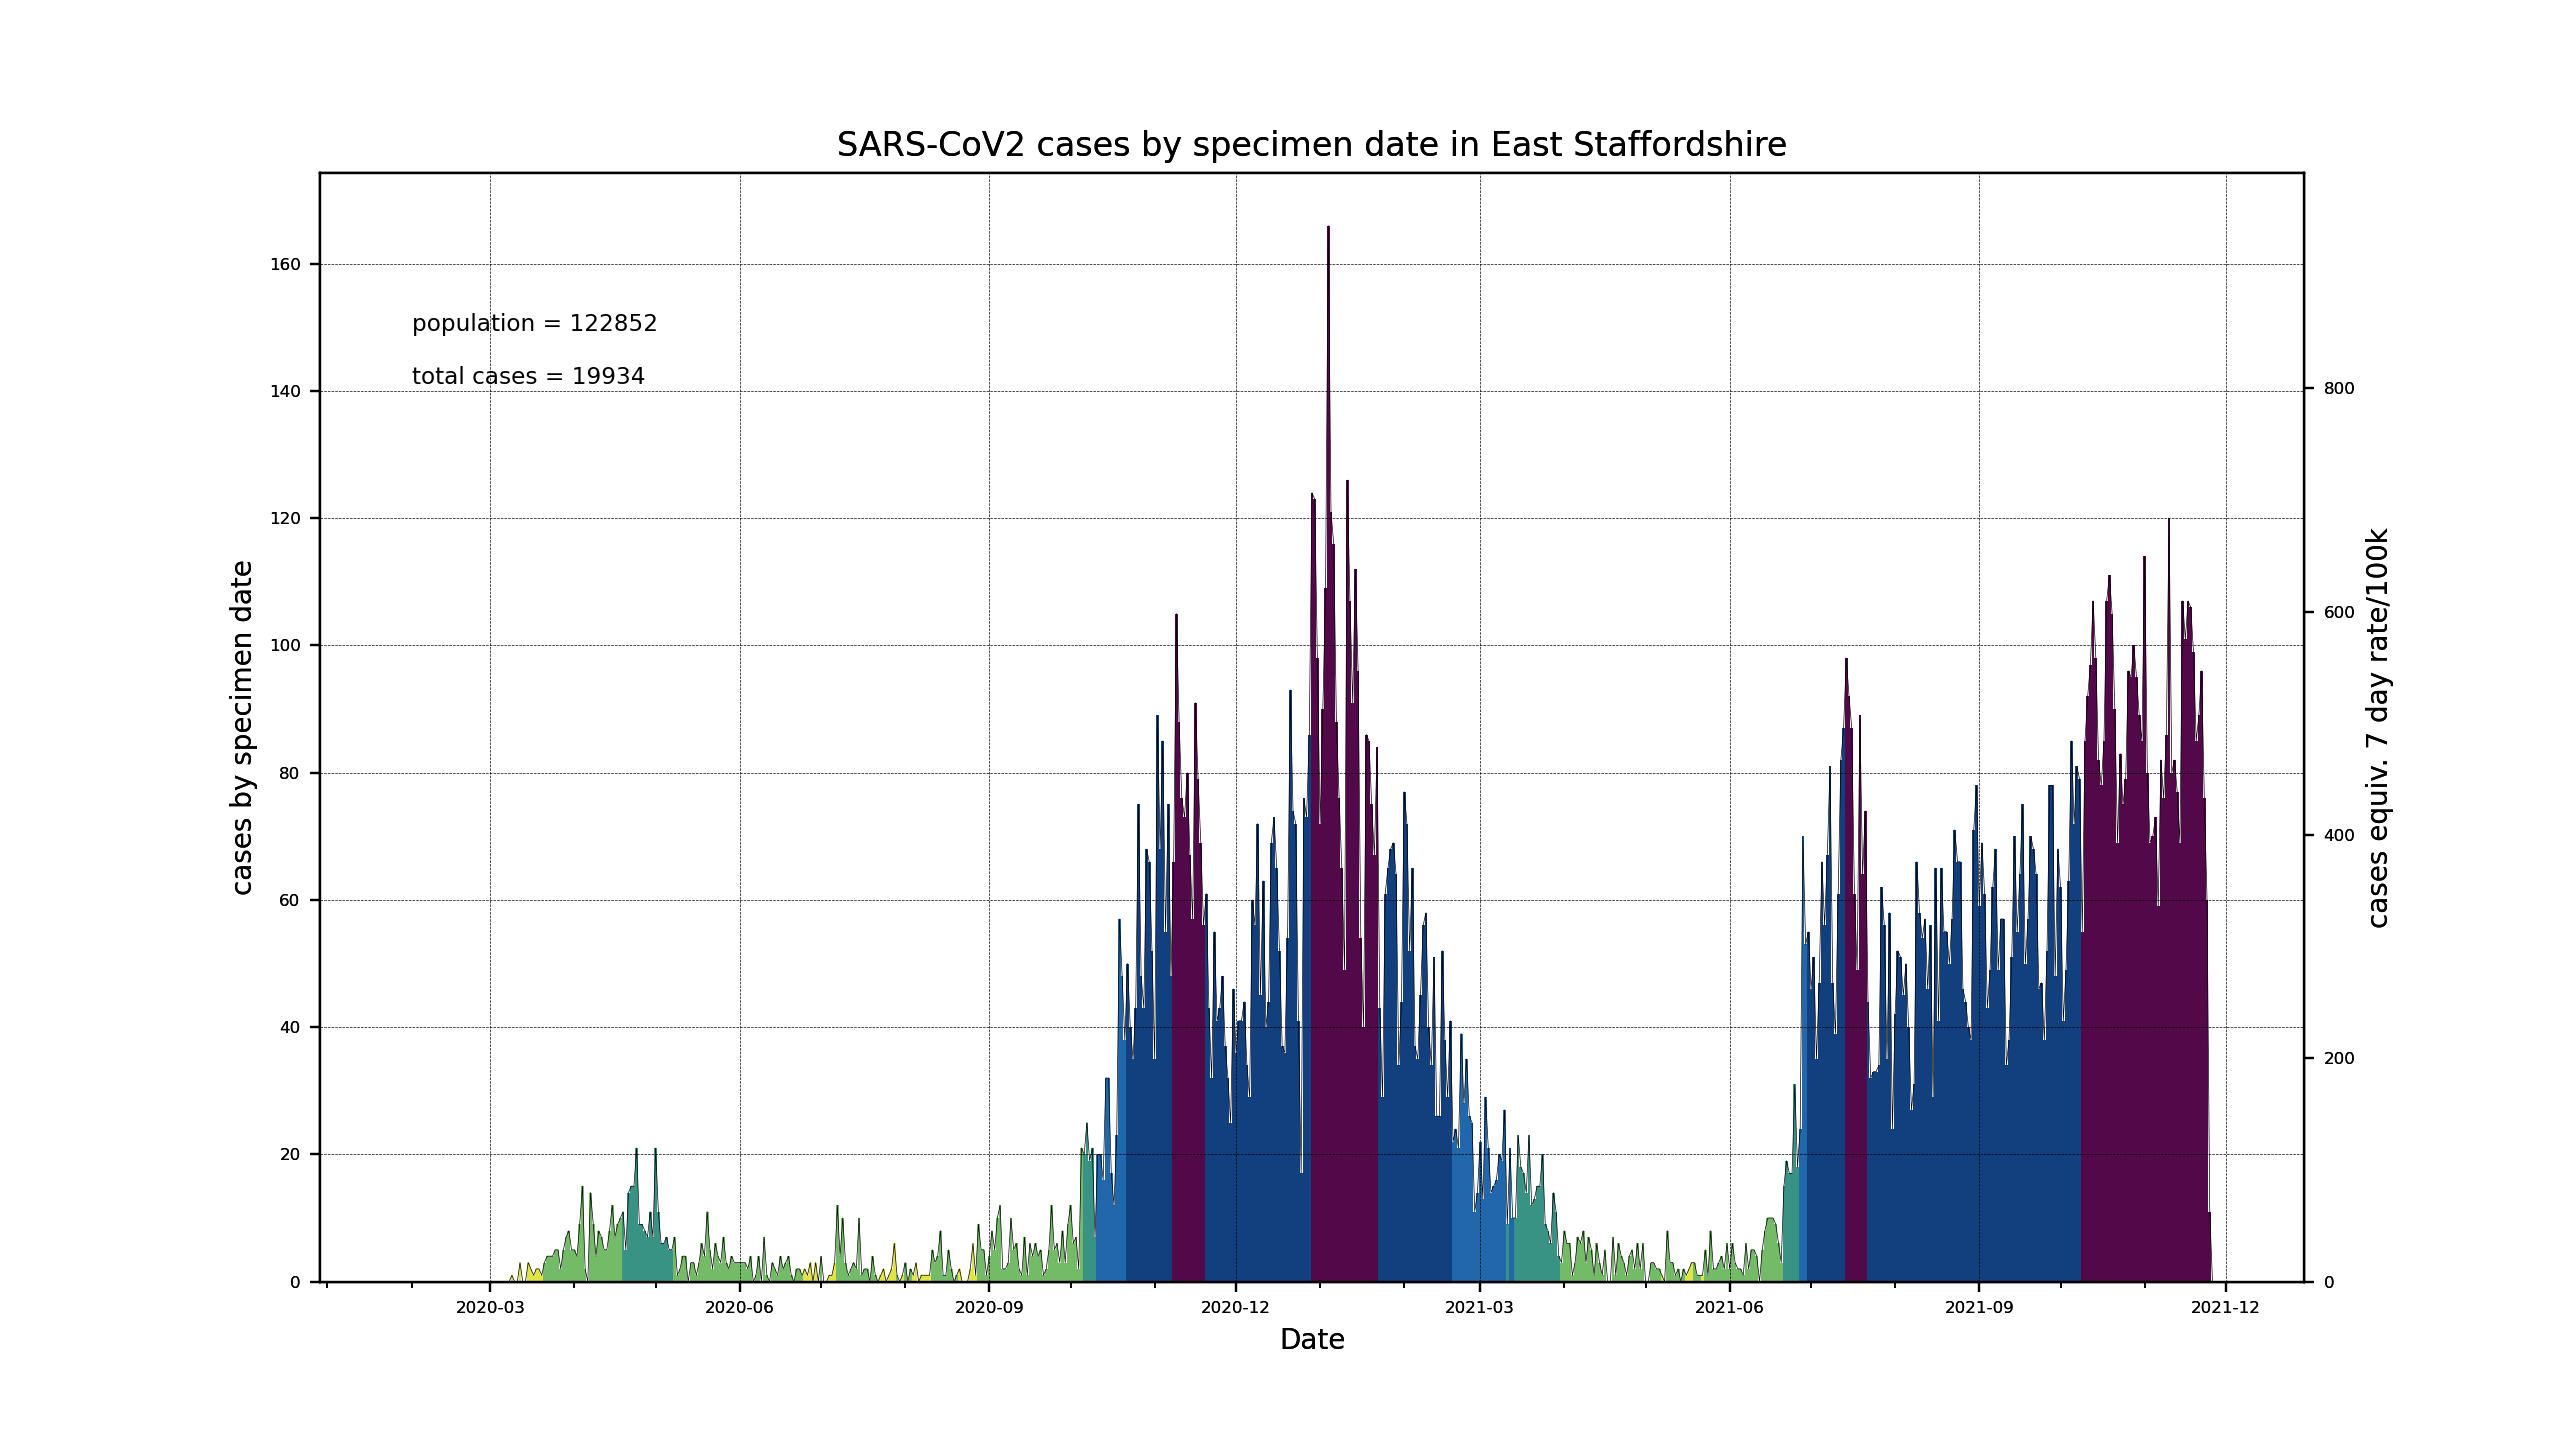 SARS-CoV2 cases by specimen date in East Staffordshire
population = 122852
total cases = 19934
cases by specimen date
160
140
120
100
80
60
40
20
0
800
600
400
200
0
cases equiv. 7 day rate/100k
2020-03 2020-06 2020-09 2020-12 2021-03 2021-06 2021-09 2021-12
Date